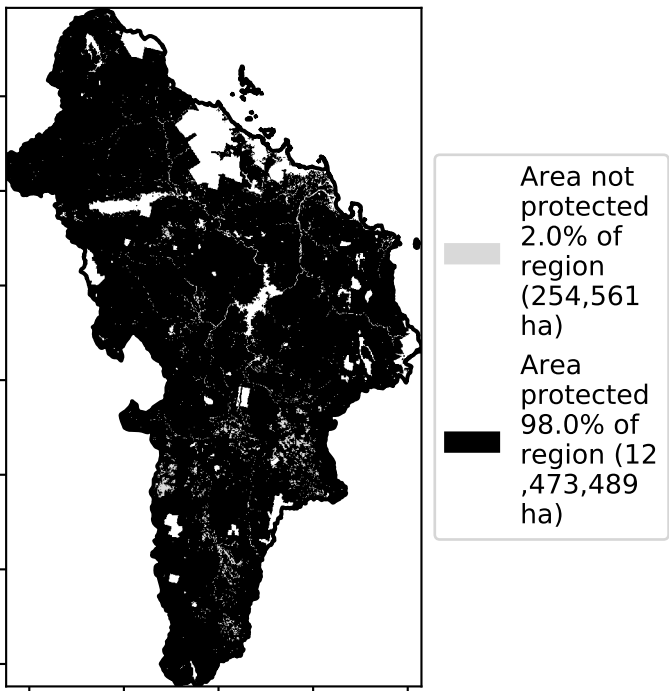 Area not
protected
2.0% of
region
(254,561
ha)
Area
protected
98.0% of
region (12
,473,489
ha)